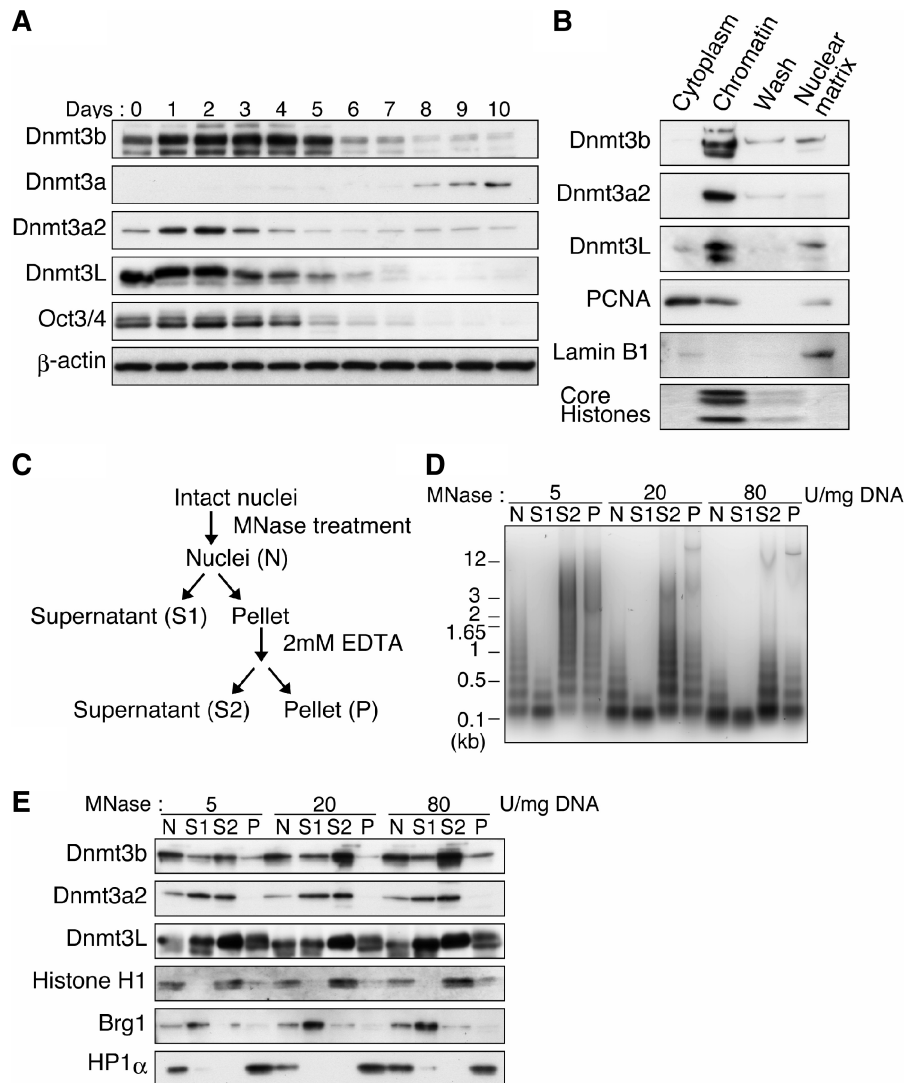 A
Days : 0 1 2 3 4 5 6 7 8 9 10
Dnmt3b
Dnmt3a
Dnmt3a2
Dnmt3L
Oct3/4
β-actin
B
Cytoplasm
Chromatin
Wash
Nuclear
matrix
Dnmt3b
Dnmt3a2
Dnmt3L
PCNA
Lamin B1
Core
Histones
C
Intact nuclei
MNase treatment
Nuclei (N)
Supernatant (S1) Pellet
2mM EDTA
Supernatant (S2) Pellet (P)
D
MNase : 5 20 80 U/mg DNA
N S1 S2 P N S1 S2 P N S1 S2 P
12
3
2
1.65
1
0.5
0.1
(kb)
E
MNase : 5 20 80 U/mg DNA
N S1 S2 P N S1 S2 P N S1 S2 P
Dnmt3b
Dnmt3a2
Dnmt3L
Histone H1
Brg1
HP1α